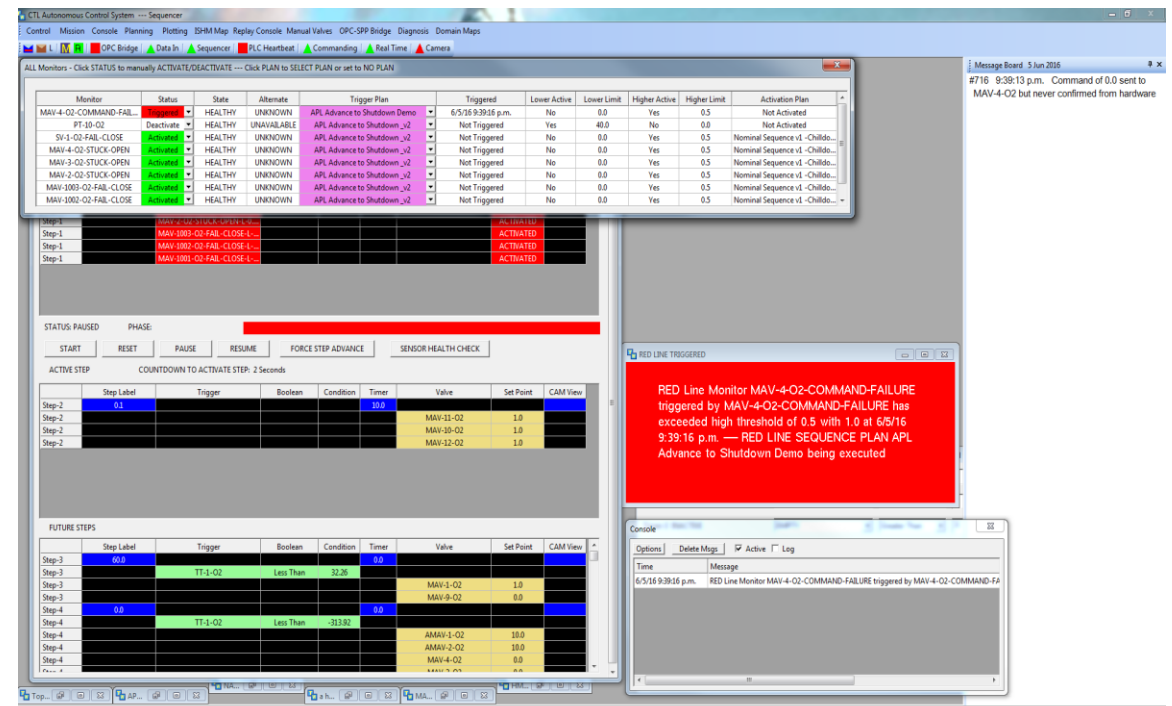 CTL Autonomous Control System --- Sequencer
Control Mission Console Planning Plotting ISHM Map Replay Console Manual Valves OPC-SPP Bridge Diagnosis Domain Maps
L M R OPC Bridge Data In Sequencer PLC Heartbeat Commanding Real Time Camera
ALL Monitors - Click STATUS to manually ACTIVATE/DEACTIVATE --- Click PLAN to SELECT PLAN or set to NO PLAN
Monitor Status State Alternate Trigger Plan Triggered Lower Active Lower Limit Higher Active Higher Limit Activation Plan
MAV-4-O2-COMMAND-FAIL... Triggered HEALTHY UNKNOWN APL Advance to Shutdown Demo 6/5/16 9:39:16 p.m. No 0.0 Yes 0.5 Not Activated
PT-10-O2 Deactivate HEALTHY UNAVAILABLE APL Advance to Shutdown _v2 Not Triggered Yes 40.0 No 0.0 Not Activated
SV-1-O2-FAIL-CLOSE Activated HEALTHY UNKNOWN APL Advance to Shutdown _v2 Not Triggered No 0.0 Yes 0.5 Nominal Sequence v1 -Chilldo...
MAV-4-O2-STUCK-OPEN Activated HEALTHY UNKNOWN APL Advance to Shutdown _v2 Not Triggered No 0.0 Yes 0.5 Nominal Sequence v1 -Chilldo...
MAV-3-O2-STUCK-OPEN Activated HEALTHY UNKNOWN APL Advance to Shutdown _v2 Not Triggered No 0.0 Yes 0.5 Nominal Sequence v1 -Chilldo...
MAV-2-O2-STUCK-OPEN Activated HEALTHY UNKNOWN APL Advance to Shutdown _v2 Not Triggered No 0.0 Yes 0.5 Nominal Sequence v1 -Chilldo...
MAV-1003-O2-FAIL-CLOSE Activated HEALTHY UNKNOWN APL Advance to Shutdown _v2 Not Triggered No 0.0 Yes 0.5 Nominal Sequence v1 -Chilldo...
MAV-1002-O2-FAIL-CLOSE Activated HEALTHY UNKNOWN APL Advance to Shutdown _v2 Not Triggered No 0.0 Yes 0.5 Nominal Sequence v1 -Chilldo...
Message Board 5 Jun 2016
#716 9:39:13 p.m. Command of 0.0 sent to
MAV-4-O2 but never confirmed from hardware
Step-1 MAV-2-O2-STUCK-OPEN-L-... ACTIVATED
Step-1 MAV-1003-O2-FAIL-CLOSE-L-... ACTIVATED
Step-1 MAV-1002-O2-FAIL-CLOSE-L-... ACTIVATED
Step-1 MAV-1001-O2-FAIL-CLOSE-L-... ACTIVATED
STATUS: PAUSED PHASE:
START RESET PAUSE RESUME FORCE STEP ADVANCE SENSOR HEALTH CHECK
ACTIVE STEP COUNTDOWN TO ACTIVATE STEP: 2 Seconds
Step Label Trigger Boolean Condition Timer Valve Set Point CAM View
Step-2 0.1 10.0
Step-2 MAV-11-O2 1.0
Step-2 MAV-10-O2 1.0
Step-2 MAV-12-O2 1.0
FUTURE STEPS
Step Label Trigger Boolean Condition Timer Valve Set Point CAM View
Step-3 60.0 0.0
Step-3 TT-1-O2 Less Than 32.26
Step-3 MAV-1-O2 1.0
Step-3 MAV-9-O2 0.0
Step-4 0.0 0.0
Step-4 TT-1-O2 Less Than -313.92
Step-4 AMAV-1-O2 10.0
Step-4 AMAV-2-O2 10.0
Step-4 MAV-4-O2 0.0
RED LINE TRIGGERED
RED Line Monitor MAV-4-O2-COMMAND-FAILURE
triggered by MAV-4-O2-COMMAND-FAILURE has
exceeded high threshold of 0.5 with 1.0 at 6/5/16
9:39:16 p.m. --- RED LINE SEQUENCE PLAN APL
Advance to Shutdown Demo being executed
Console
Options Delete Msgs Active Log
Time Message
6/5/16 9:39:16 p.m. RED Line Monitor MAV-4-O2-COMMAND-FAILURE triggered by MAV-4-O2-COMMAND-FA
Top... AP... NA... a h... MA... HM...